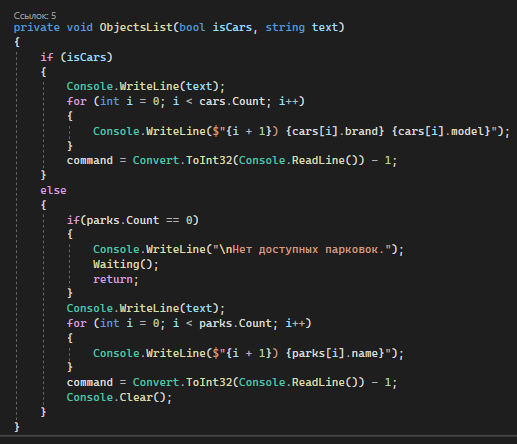 Ссылок: 5
private void ObjectsList(bool isCars, string text)
{
if (isCars)
{
Console.WriteLine(text);
for (int i = 0; i < cars.Count; i++)
{
Console.WriteLine($"{i + 1}) {cars[i].brand} {cars[i].model}");
}
command = Convert.ToInt32(Console.ReadLine()) - 1;
}
else
{
if(parks.Count == 0)
{
Console.WriteLine("\nНет доступных парковок.");
Waiting();
return;
}
Console.WriteLine(text);
for (int i = 0; i < parks.Count; i++)
{
Console.WriteLine($"{i + 1}) {parks[i].name}");
}
command = Convert.ToInt32(Console.ReadLine()) - 1;
Console.Clear();
}
}